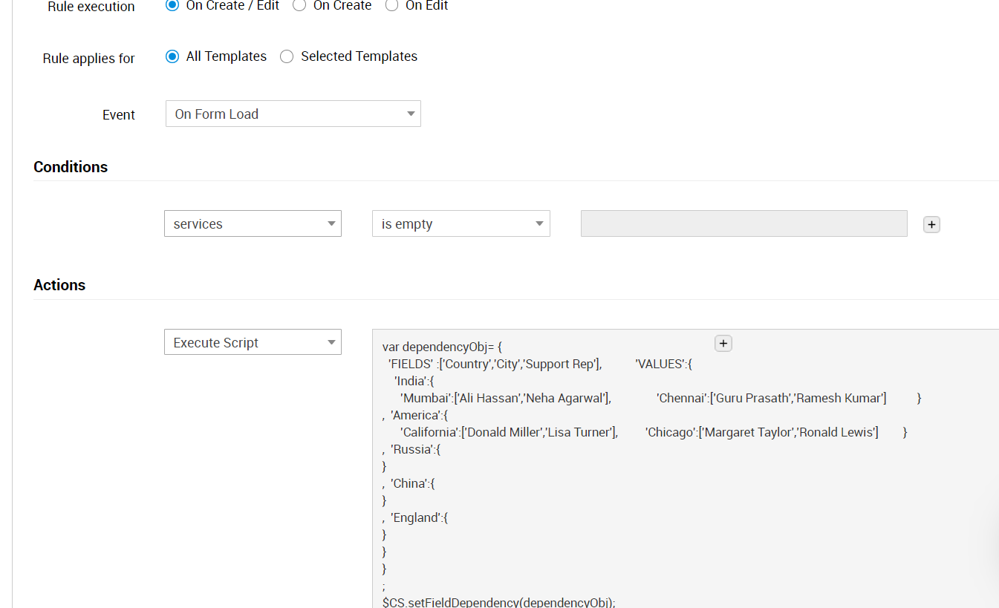 Rule execution On Create / Edit On Create On Edit
Rule applies for All Templates Selected Templates
Event On Form Load
Conditions
services is empty +
Actions
Execute Script +
var dependencyObj= {
'FIELDS' :['Country','City','Support Rep'], 'VALUES':{
'India':{
'Mumbai':['Ali Hassan','Neha Agarwal'], 'Chennai':['Guru Prasath','Ramesh Kumar'] }
, 'America':{
'California':['Donald Miller','Lisa Turner'], 'Chicago':['Margaret Taylor','Ronald Lewis'] }
, 'Russia':{
}
, 'China':{
}
, 'England':{
}
}
}
;
$CS.setFieldDependency(dependencyObj);